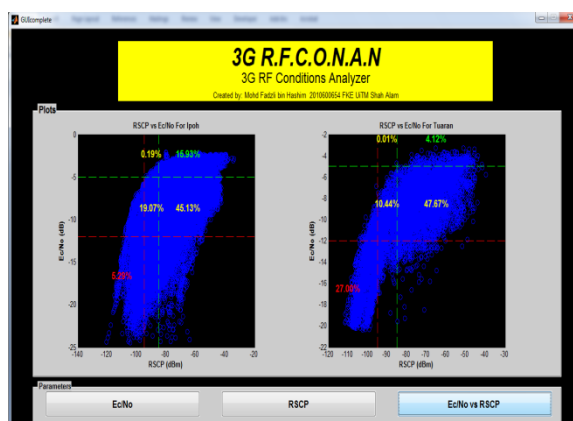 GUIcomplete
3G R.F.C.O.N.A.N
3G RF Conditions Analyzer
Created by: Mohd Fadzli bin Hashim 2010600654 FKE UiTM Shah Alam
Plots
RSCP vs Ec/No For Ipoh
0
-5
-10
-15
-20
-25
Ec/No (dB)
0.19%
15.93%
19.07%
45.13%
-140
-120
-100
-80
-60
-40
-20
RSCP (dBm)
RSCP vs Ec/No For Tuaran
-2
-4
-6
-8
-10
-12
-14
-16
-18
-20
-22
Ec/No (dB)
0.01%
4.12%
10.44%
47.67%
-120
-110
-100
-90
-80
-70
-60
-50
-40
-30
RSCP (dBm)
Parameters
Ec/No
RSCP
Ec/No vs RSCP